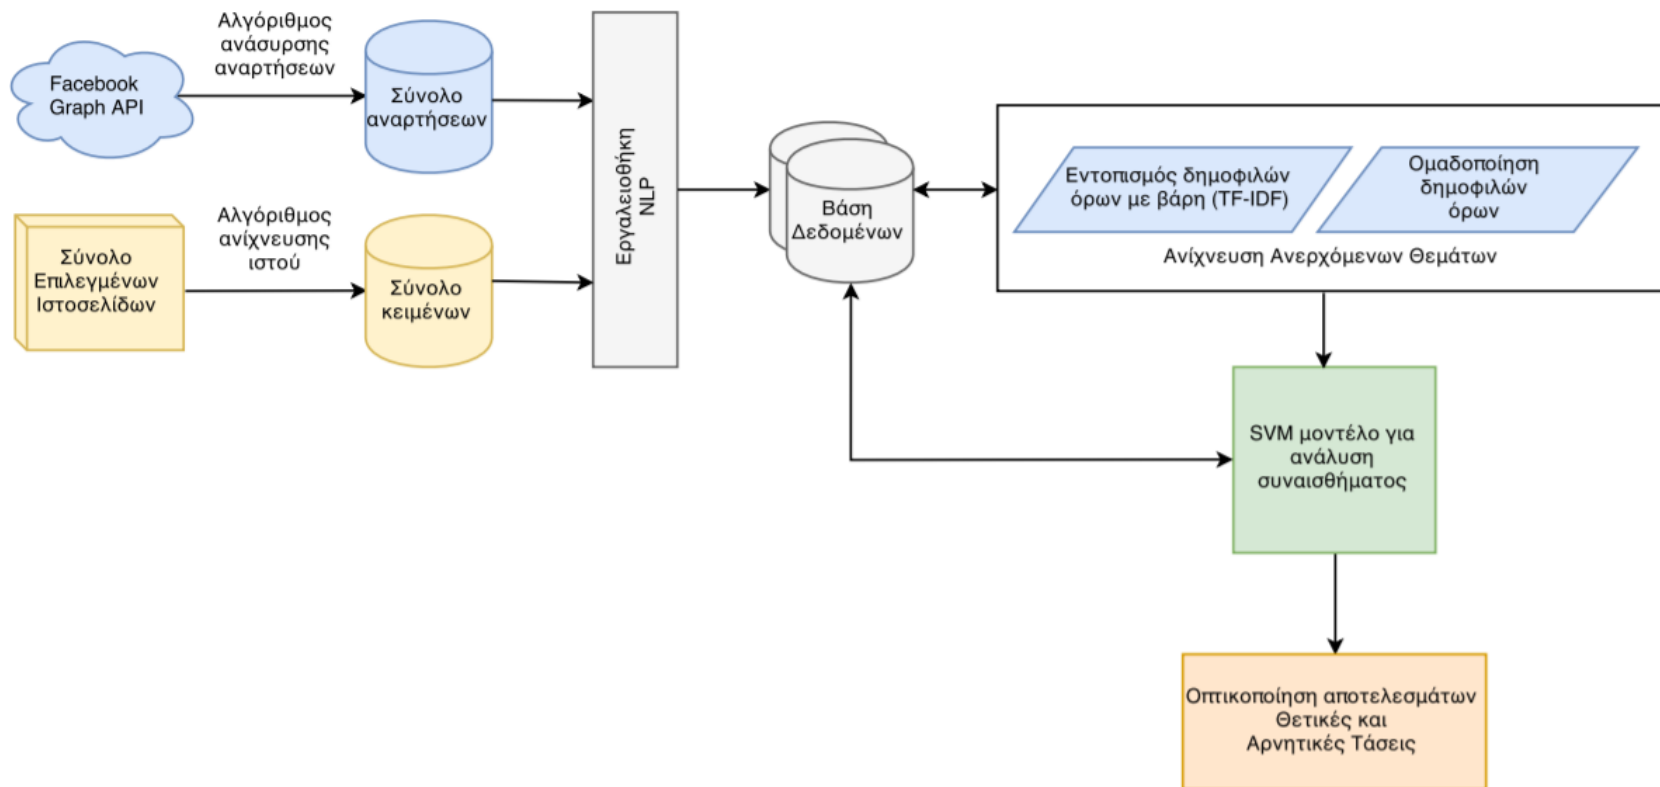 Facebook
Graph API
Αλγόριθμος
ανάσυρσης
αναρτήσεων
Σύνολο
αναρτήσεων
Σύνολο
Επιλεγμένων
Ιστοσελίδων
Αλγόριθμος
ανίχνευσης
ιστού
Σύνολο
κειμένων
Εργαλειοθήκη
NLP
Βάση
Δεδομένων
Εντοπισμός δημοφιλών
όρων με βάρη (TF-IDF)
Ομαδοποίηση
δημοφιλών
όρων
Ανίχνευση Ανερχόμενων Θεμάτων
SVM μοντέλο για
ανάλυση
συναισθήματος
Οπτικοποίηση αποτελεσμάτων
Θετικές και
Αρνητικές Τάσεις